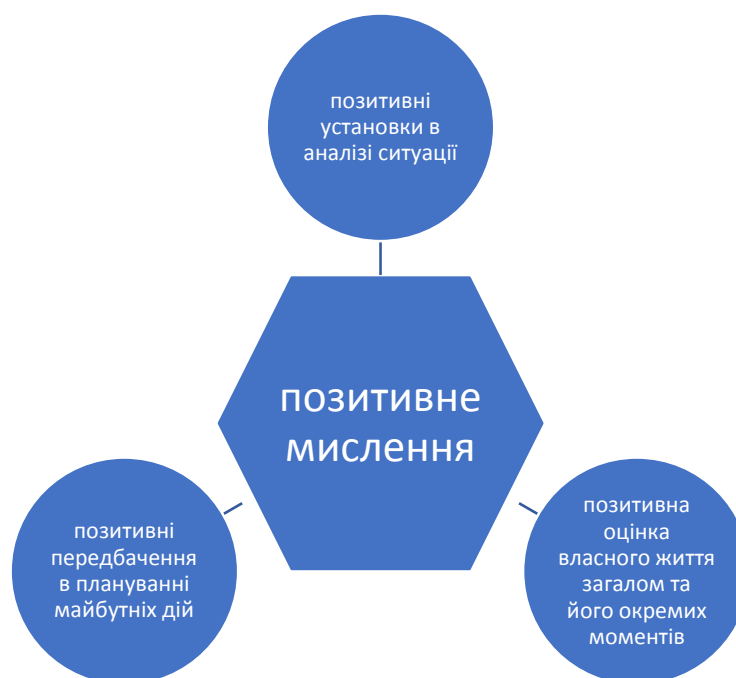 позитивні
установки в
аналізі ситуації
позитивне
мислення
позитивні
передбачення
в плануванні
майбутніх дій
позитивна
оцінка
власного життя
загалом та
його окремих
моментів